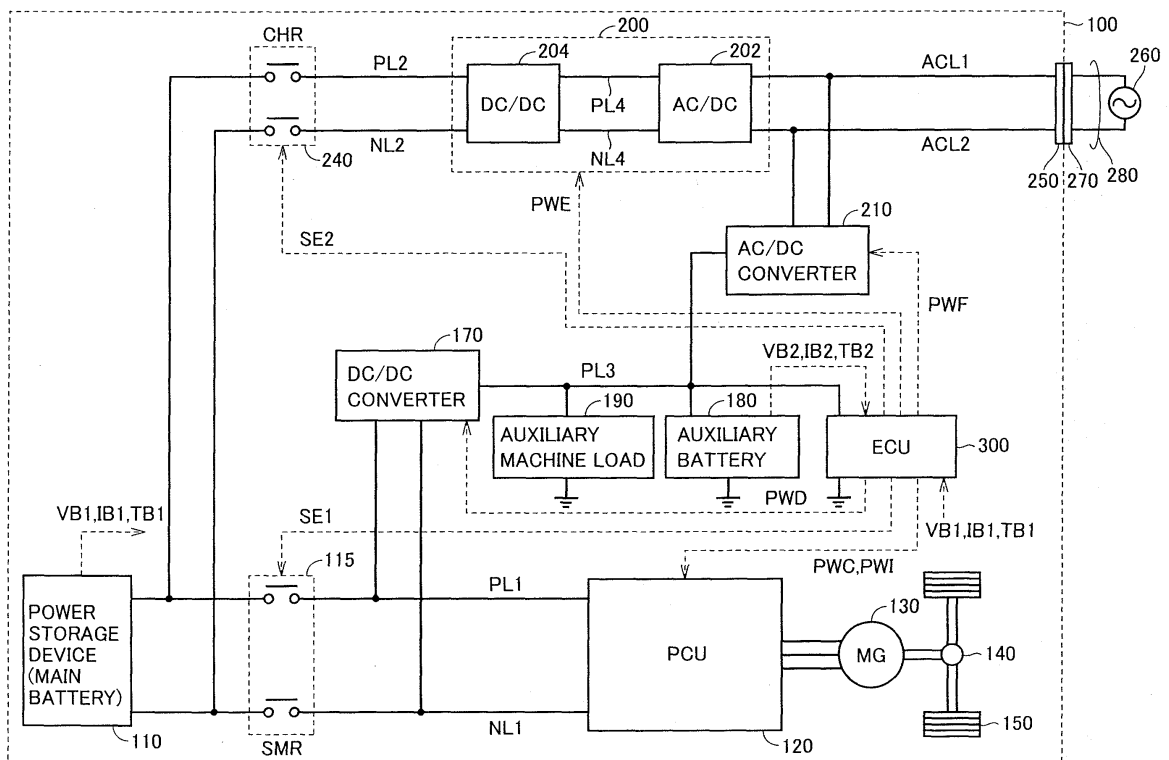 200
100
CHR
204
202
260
PL2
ACL1
DC/DC
PL4
AC/DC
NL2
NL4
ACL2
240
250
270
280
PWE
210
SE2
AC/DC
CONVERTER
PWF
170
VB2,IB2,TB2
DC/DC
CONVERTER
PL3
190
180
AUXILIARY
MACHINE LOAD
AUXILIARY
BATTERY
ECU
300
PWD
VB1,IB1,TB1
SE1
VB1,IB1,TB1
115
PWC,PWI
PL1
130
POWER
STORAGE
DEVICE
(MAIN
BATTERY)
PCU
MG
140
NL1
150
110
SMR
120